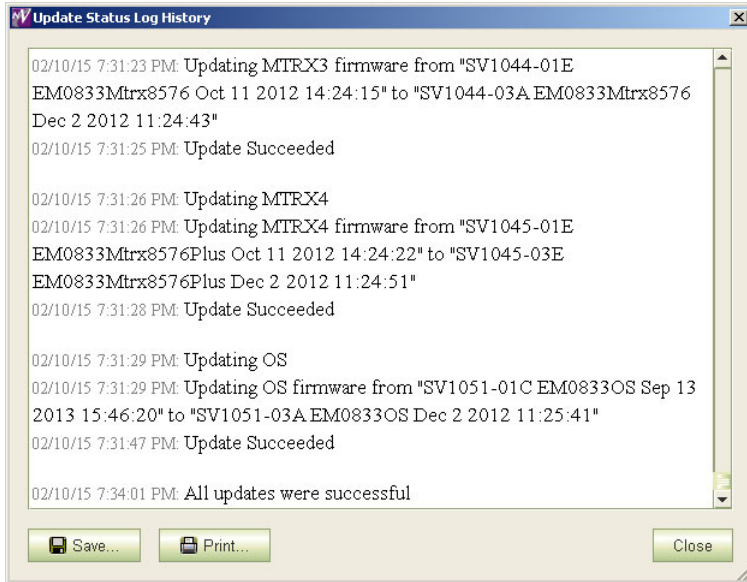 Update Status Log History
02/10/15 7:31:23 PM: Updating MTRX3 firmware from "SV1044-01E
EM0833Mtrx8576 Oct 11 2012 14:24:15" to "SV1044-03A EM0833Mtrx8576
Dec 2 2012 11:24:43"
02/10/15 7:31:25 PM: Update Succeeded
02/10/15 7:31:26 PM: Updating MTRX4
02/10/15 7:31:26 PM: Updating MTRX4 firmware from "SV1045-01E
EM0833Mtrx8576Plus Oct 11 2012 14:24:22" to "SV1045-03E
EM0833Mtrx8576Plus Dec 2 2012 11:24:51"
02/10/15 7:31:28 PM: Update Succeeded
02/10/15 7:31:29 PM: Updating OS
02/10/15 7:31:29 PM: Updating OS firmware from "SV1051-01C EM0833OS Sep 13
2013 15:46:20" to "SV1051-03A EM0833OS Dec 2 2012 11:25:41"
02/10/15 7:31:47 PM: Update Succeeded
02/10/15 7:34:01 PM: All updates were successful
Save... Print... Close